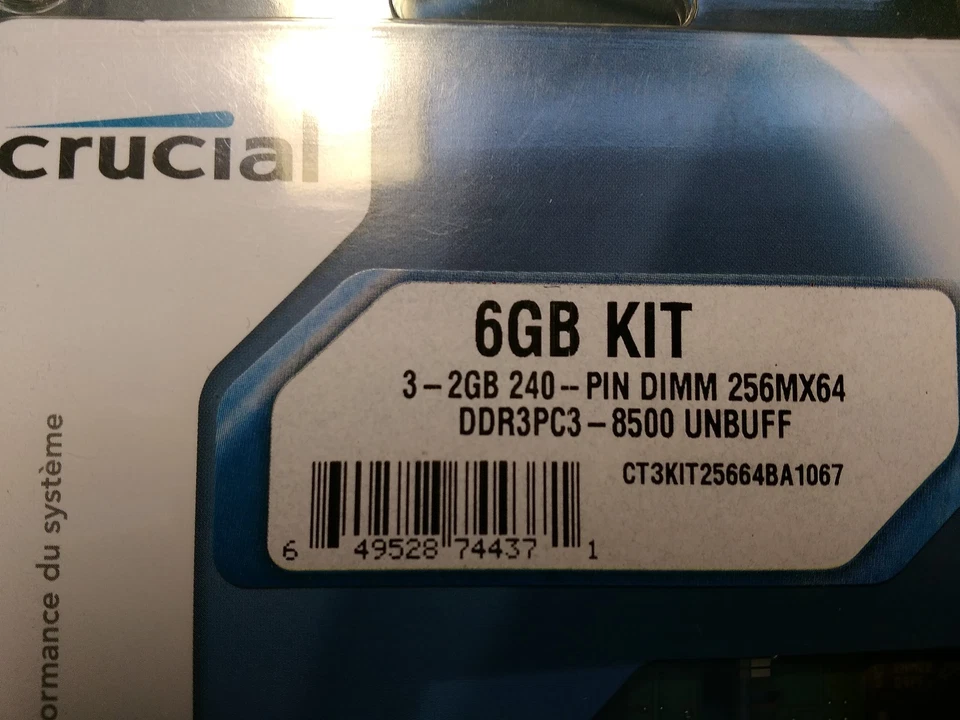 crucial
6GB KIT
3-2GB 240--PIN DIMM 256MX64
DDR3PC3-8500 UNBUFF
CT3KIT25664BA1067
6 49528 74437 1
ormance du système